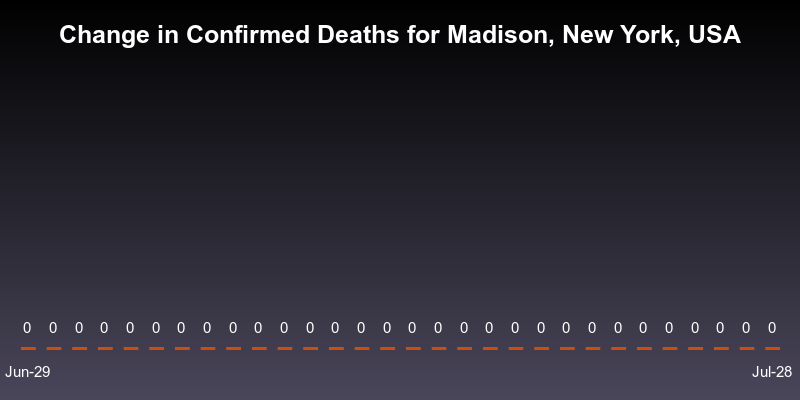 Change in Confirmed Deaths for Madison, New York, USA
0 0 0 0 0 0 0 0 0 0 0 0 0 0 0 0 0 0 0 0 0 0 0 0 0 0 0 0 0 0
Jun-29 Jul-28